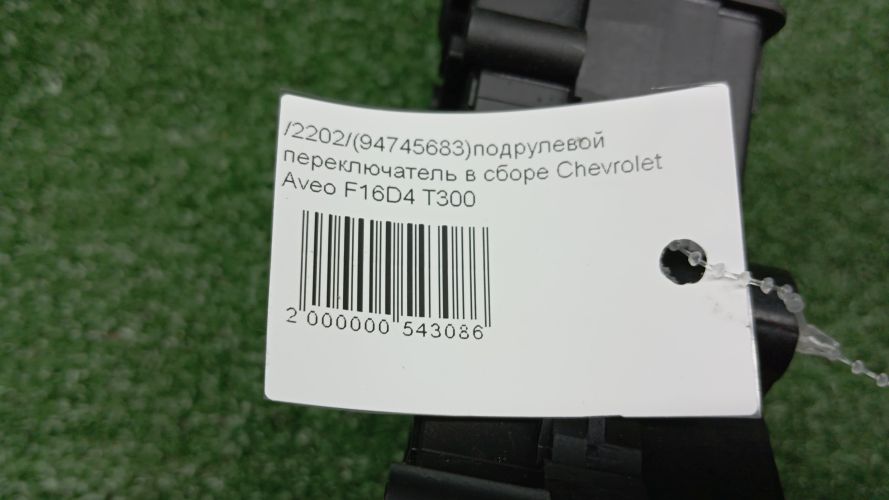 /2202/(94745683)подрулевой
переключатель в сборе Chevrolet
Aveo F16D4 T300
2 000000 543086